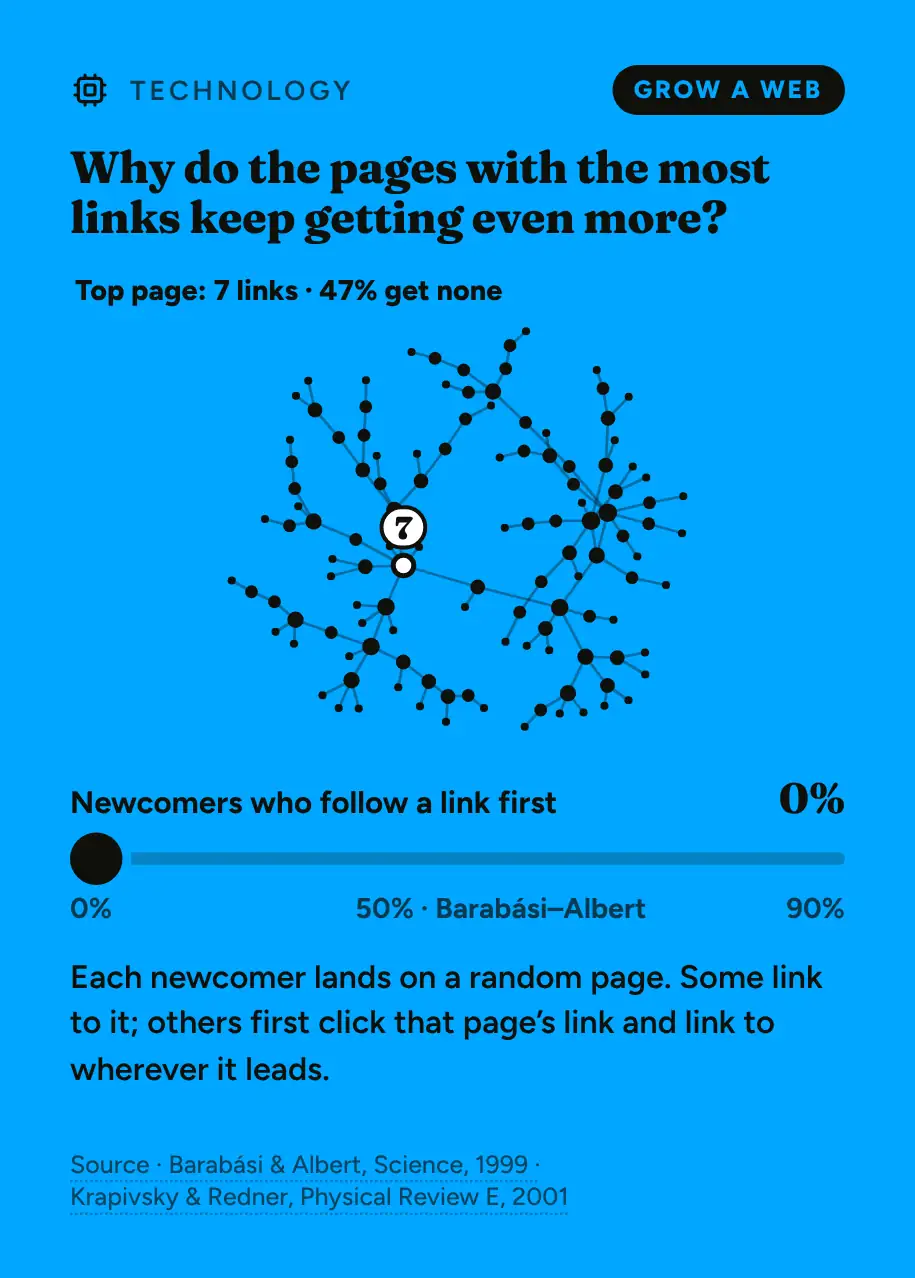 TECHNOLOGY
GROW A WEB
Why do the pages with the most
links keep getting even more?
Top page: 7 links · 47% get none
7
Newcomers who follow a link first
0%
0%
50% · Barabási–Albert
90%
Each newcomer lands on a random page. Some link
to it; others first click that page’s link and link to
wherever it leads.
Source · Barabási & Albert, Science, 1999 ·
Krapivsky & Redner, Physical Review E, 2001